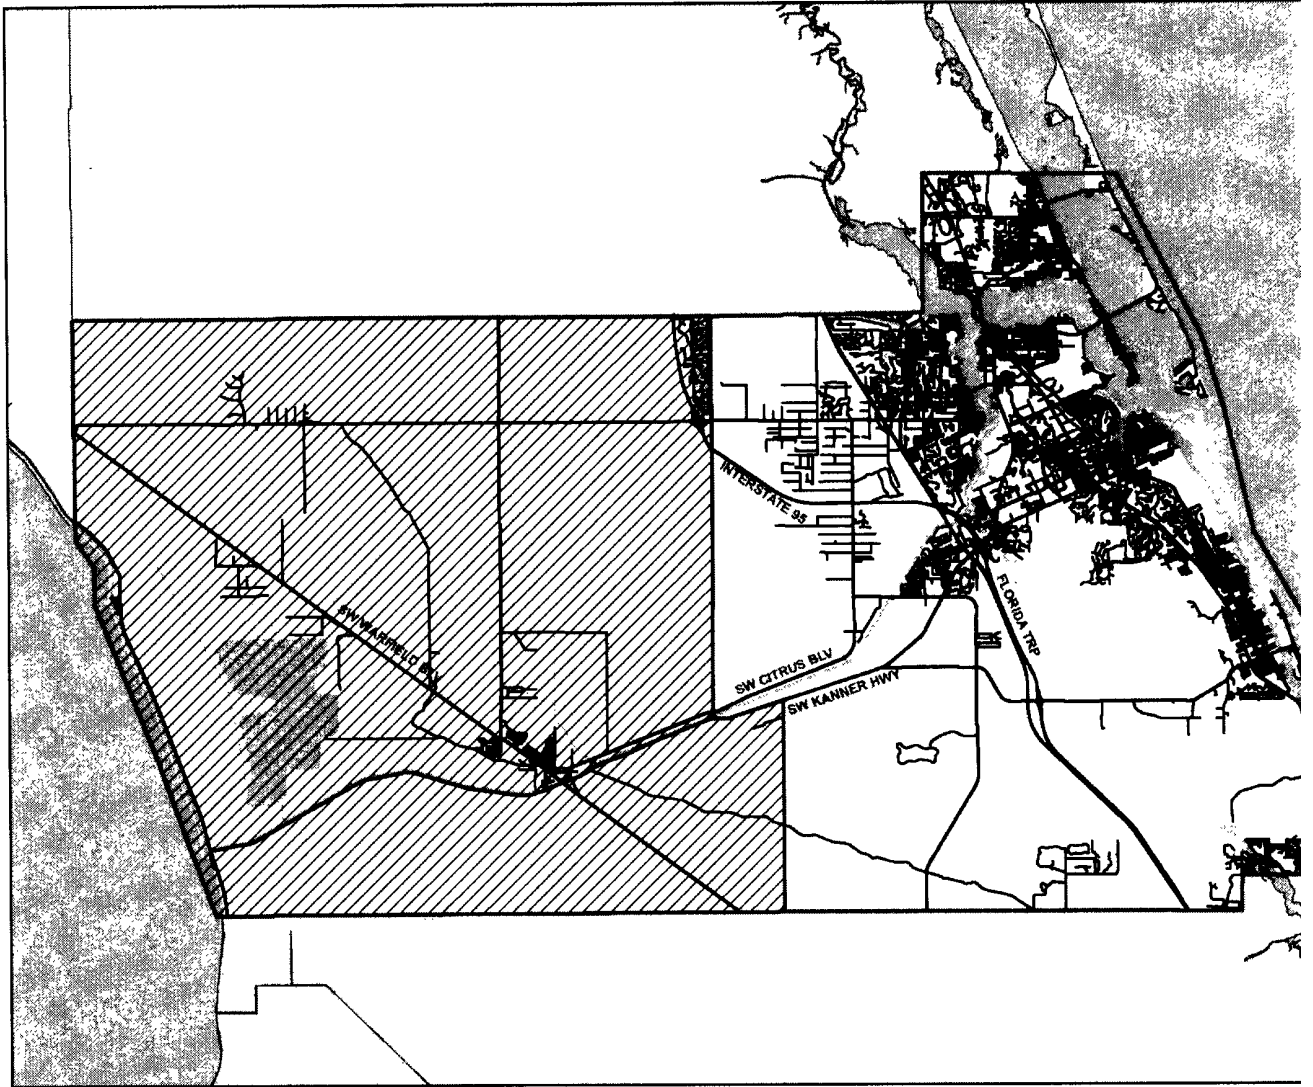 INTERSTATE 95
FLORIDA TRP
SW WARFIELD BLV
SW CITRUS BLV
SW KANNER HWY